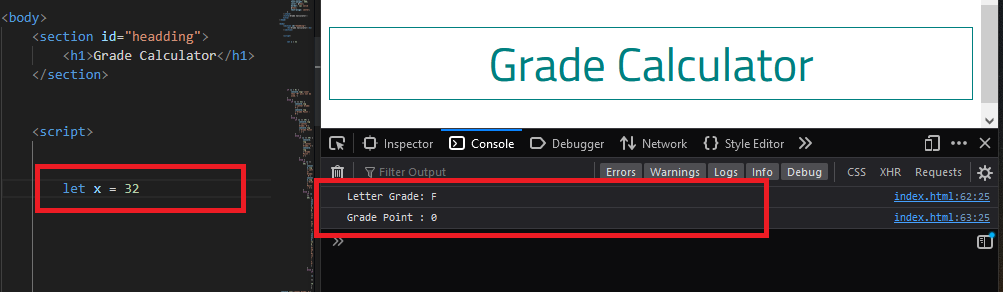 <body>
<section id="headding">
<h1>Grade Calculator</h1>
</section>
<script>
let x = 32
Grade Calculator
Inspector Console Debugger Network Style Editor
Filter Output Errors Warnings Logs Info Debug CSS XHR Requests
Letter Grade: F index.html:62:25
Grade Point : 0 index.html:63:25